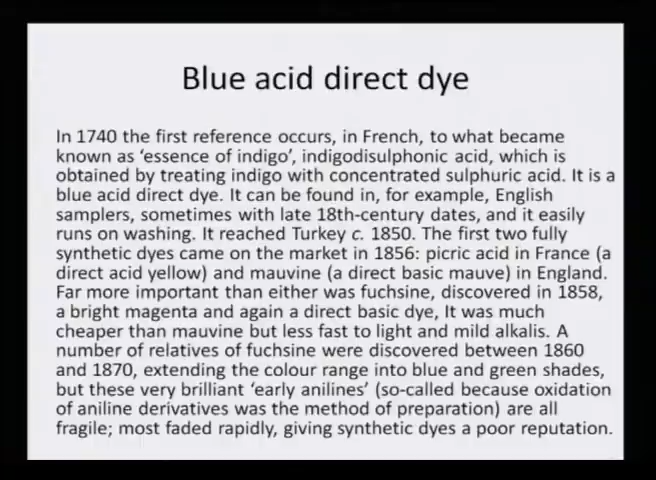 Blue acid direct dye
In 1740 the first reference occurs, in French, to what became
known as ‘essence of indigo’, indigodisulphonic acid, which is
obtained by treating indigo with concentrated sulphuric acid. It is a
blue acid direct dye. It can be found in, for example, English
samplers, sometimes with late 18th-century dates, and it easily
runs on washing. It reached Turkey c. 1850. The first two fully
synthetic dyes came on the market in 1856: picric acid in France (a
direct acid yellow) and mauvine (a direct basic mauve) in England.
Far more important than either was fuchsine, discovered in 1858,
a bright magenta and again a direct basic dye, It was much
cheaper than mauvine but less fast to light and mild alkalis. A
number of relatives of fuchsine were discovered between 1860
and 1870, extending the colour range into blue and green shades,
but these very brilliant ‘early anilines’ (so-called because oxidation
of aniline derivatives was the method of preparation) are all
fragile; most faded rapidly, giving synthetic dyes a poor reputation.